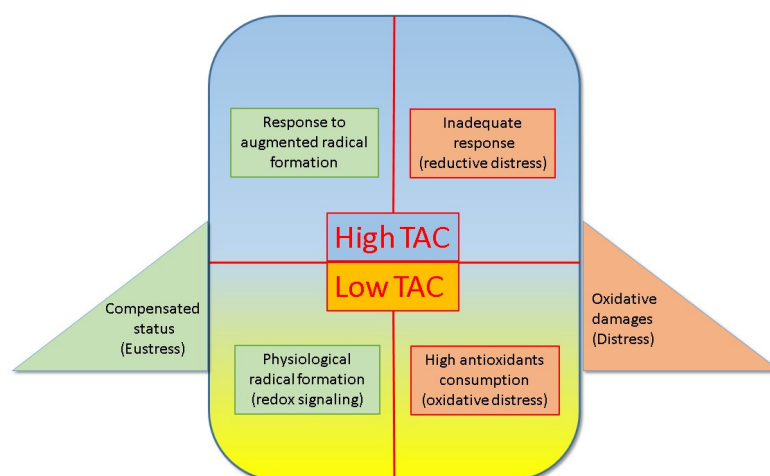 Response to
augmented radical
formation
Inadequate
response
(reductive distress)
High TAC
Low TAC
Compensated
status
(Eustress)
Oxidative
damages
(Distress)
Physiological
radical formation
(redox signaling)
High antioxidants
consumption
(oxidative distress)